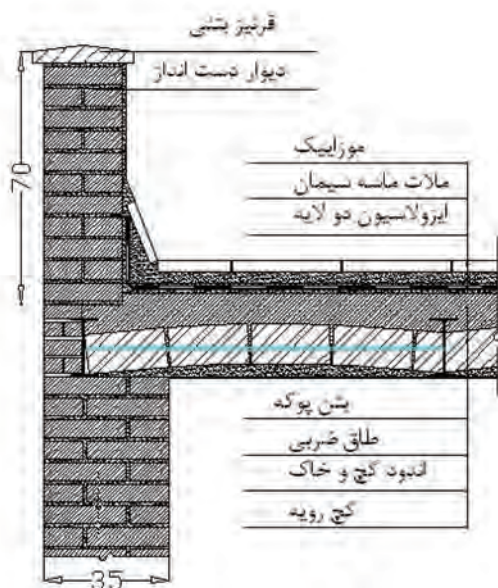 قرنیز بتنی
دیوار دست انداز
موزاییک
ملات ماسه سیمان
ایزولاسیون دو لایه
70
بتن پوکه
طاق ضربی
اندود گچ و خاک
گچ رویه
35